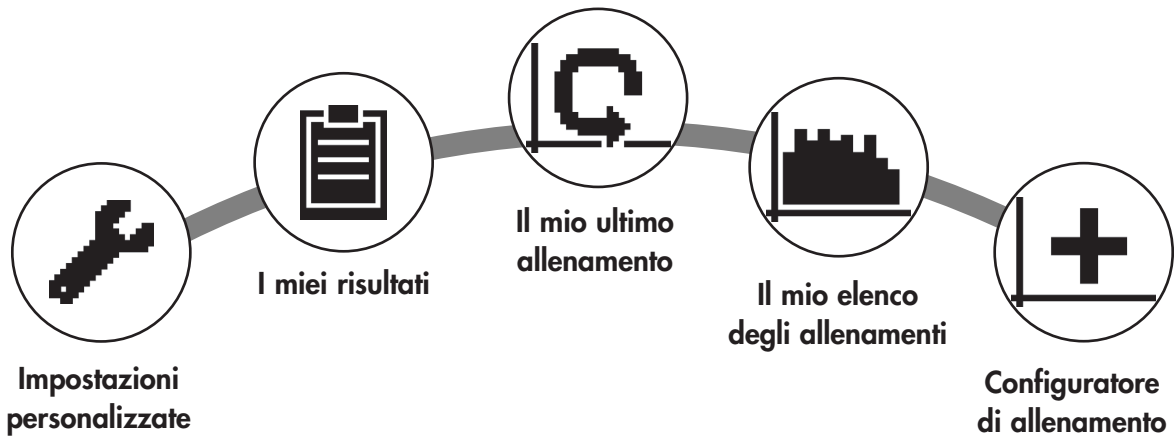 Impostazioni
personalizzate
I miei risultati
Il mio ultimo
allenamento
Il mio elenco
degli allenamenti
Configuratore
di allenamento